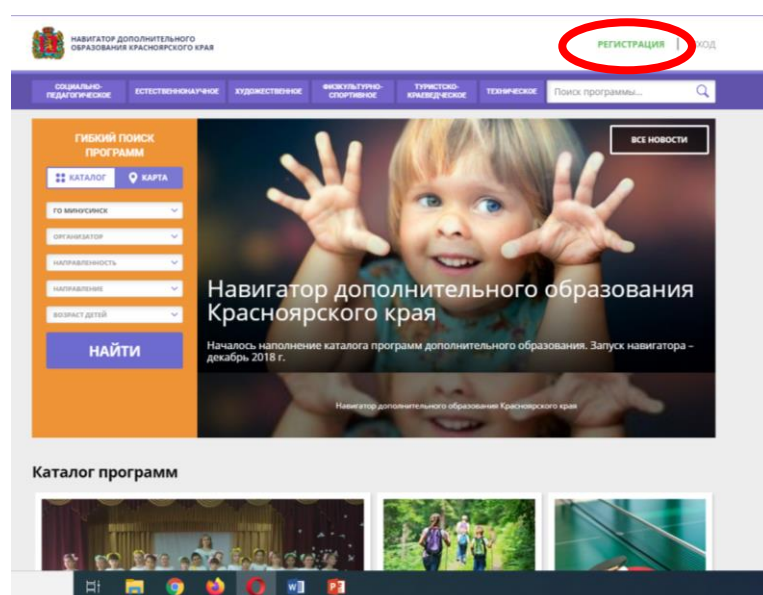 НАВИГАТОР ДОПОЛНИТЕЛЬНОГО
ОБРАЗОВАНИЯ КРАСНОЯРСКОГО КРАЯ
РЕГИСТРАЦИЯ | ХОД
СОЦИАЛЬНО-
ПЕДАГОГИЧЕСКОЕ
ЕСТЕСТВЕННОНАУЧНОЕ
ХУДОЖЕСТВЕННОЕ
ФИЗКУЛЬТУРНО-
СПОРТИВНОЕ
ТУРИСТСКО-
КРАЕВЕДЧЕСКОЕ
ТЕХНИЧЕСКОЕ
Поиск программы...
ГИБКИЙ ПОИСК
ПРОГРАММ
КАТАЛОГ
КАРТА
ГО МИНУСИНСК
ОРГАНИЗАТОР
НАПРАВЛЕННОСТЬ
НАПРАВЛЕНИЕ
ВОЗРАСТ ДЕТЕЙ
НАЙТИ
ВСЕ НОВОСТИ
Навигатор дополнительного образования
Красноярского края
Началось наполнение каталога программ дополнительного образования. Запуск навигатора –
декабрь 2018 г.
Навигатор дополнительного образования Красноярского края
Каталог программ